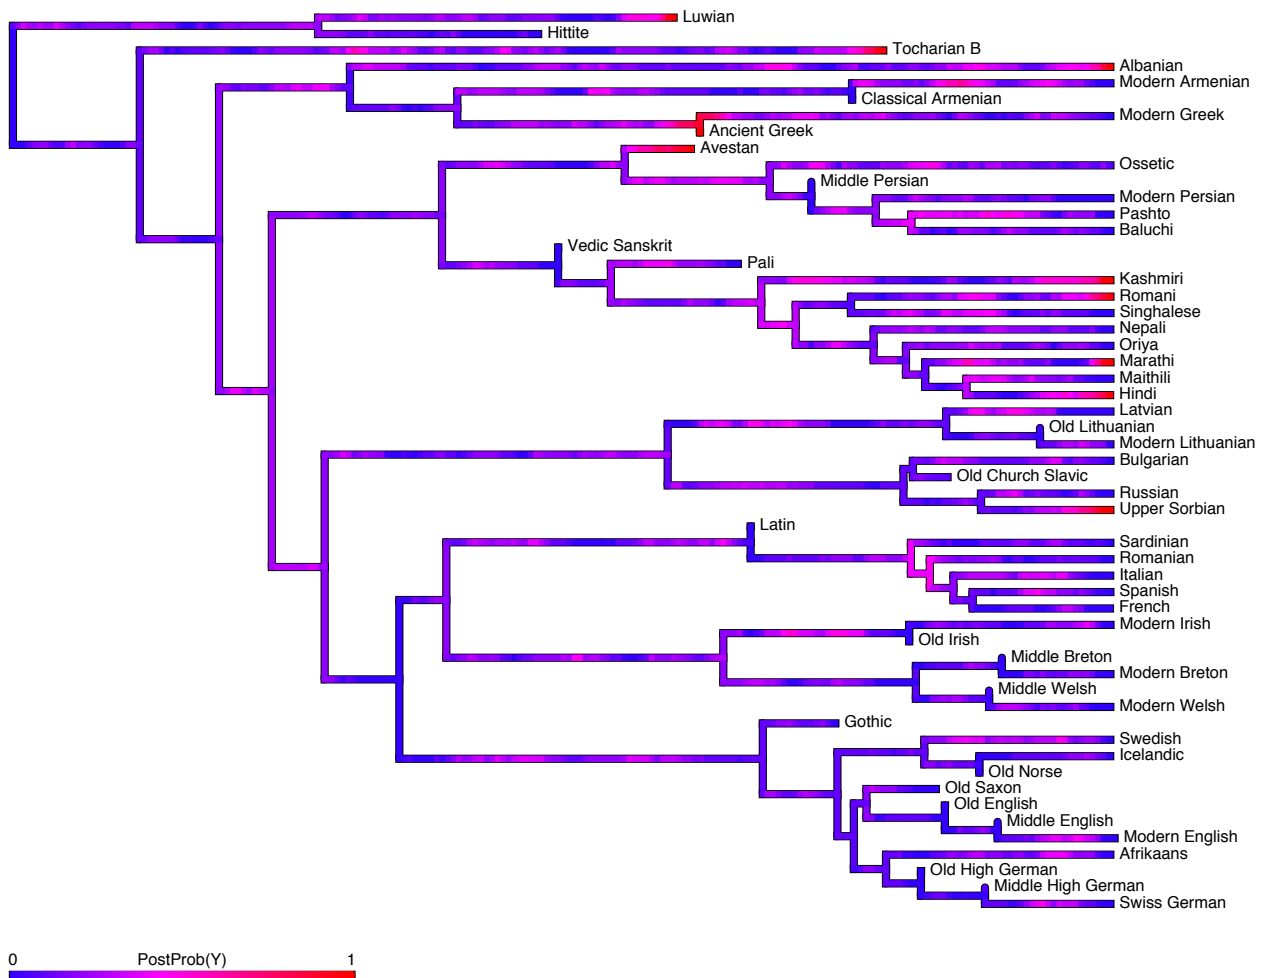 Luwian
Hittite
Tocharian B
Albanian
Modern Armenian
Classical Armenian
Modern Greek
Ancient Greek
Avestan
Ossetic
Middle Persian
Modern Persian
Pashto
Baluchi
Vedic Sanskrit
Pali
Kashmiri
Romani
Singhalese
Nepali
Oriya
Marathi
Maithili
Hindi
Latvian
Old Lithuanian
Modern Lithuanian
Bulgarian
Old Church Slavic
Russian
Upper Sorbian
Latin
Sardinian
Romanian
Italian
Spanish
French
Modern Irish
Old Irish
Middle Breton
Modern Breton
Middle Welsh
Modern Welsh
Gothic
Swedish
Icelandic
Old Norse
Old Saxon
Old English
Middle English
Modern English
Afrikaans
Old High German
Middle High German
Swiss German
0 PostProb(Y) 1